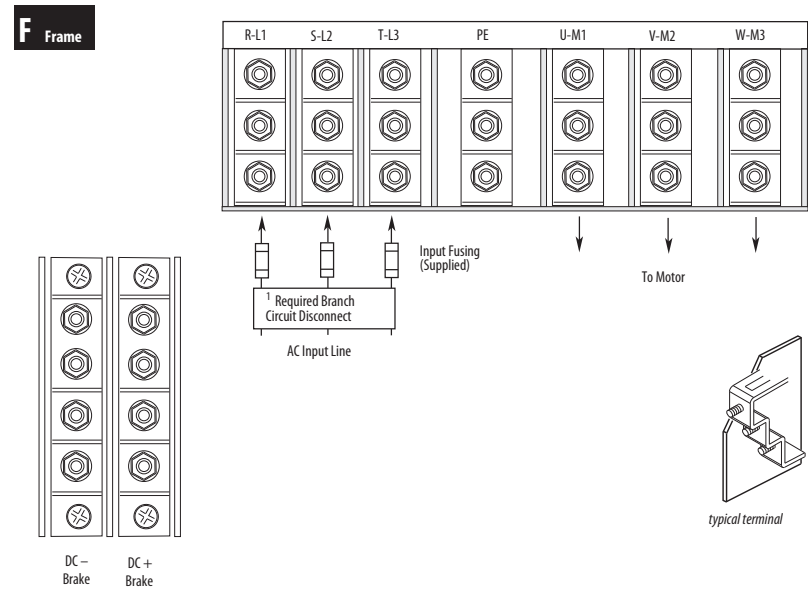 F Frame
R-L1 S-L2 T-L3 PE U-M1 V-M2 W-M3
Input Fusing
(Supplied)
To Motor
1 Required Branch
Circuit Disconnect
AC Input Line
typical terminal
DC –
Brake
DC +
Brake